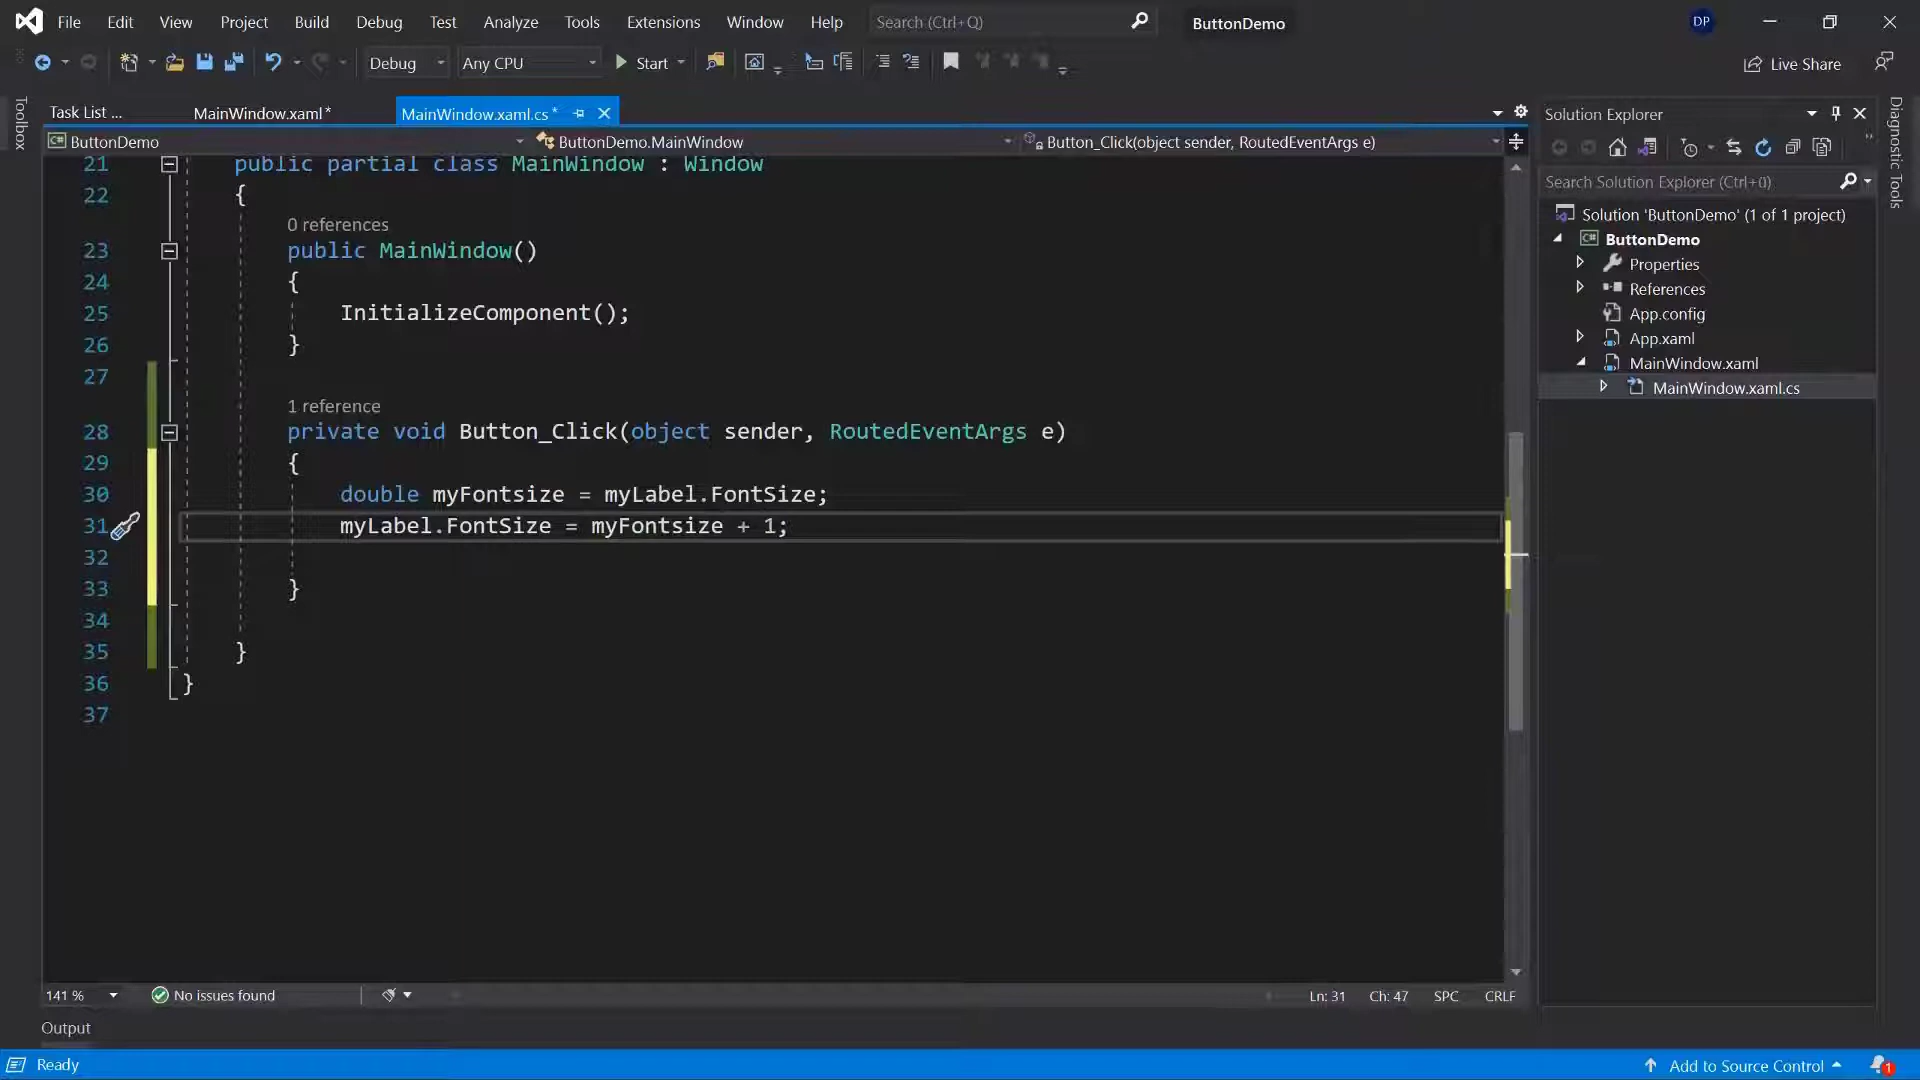 File Edit View Project Build Debug Test Analyze Tools Extensions Window Help Search (Ctrl+Q) ButtonDemo DP
Debug Any CPU Start Live Share
Toolbox
Task List ... MainWindow.xaml* MainWindow.xaml.cs*
ButtonDemo ButtonDemo.MainWindow Button_Click(object sender, RoutedEventArgs e)
21 public partial class MainWindow : Window
22 {
0 references
23 public MainWindow()
24 {
25 InitializeComponent();
26 }
27
1 reference
28 private void Button_Click(object sender, RoutedEventArgs e)
29 {
30 double myFontsize = myLabel.FontSize;
31 myLabel.FontSize = myFontsize + 1;
32
33 }
34
35 }
36 }
37
141 % No issues found Ln: 31 Ch: 47 SPC CRLF
Output
Solution Explorer
Search Solution Explorer (Ctrl+ü)
Solution 'ButtonDemo' (1 of 1 project)
C# ButtonDemo
Properties
References
App.config
App.xaml
MainWindow.xaml
MainWindow.xaml.cs
Diagnostic Tools
Ready Add to Source Control 1